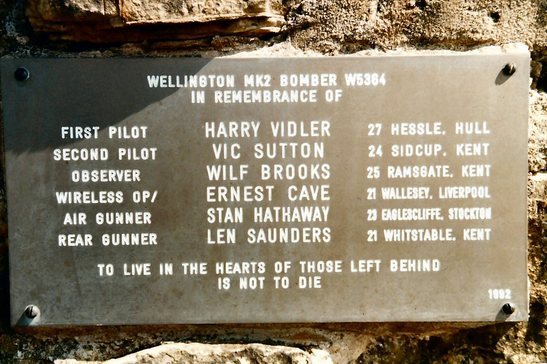 WELLINGTON MK2 BOMBER W5364
IN REMEMBRANCE OF
FIRST PILOT HARRY VIDLER 27 HESSLE, HULL
SECOND PILOT VIC SUTTON 24 SIDCUP, KENT
OBSERVER WILF BROOKS 25 RAMSGATE, KENT
WIRELESS OP/ ERNEST CAVE 21 WALLESEY, LIVERPOOL
AIR GUNNER STAN HATHAWAY 23 EAGLESCLIFFE, STOCKTON
REAR GUNNER LEN SAUNDERS 21 WHITSTABLE, KENT
TO LIVE IN THE HEARTS OF THOSE LEFT BEHIND
IS NOT TO DIE
1992